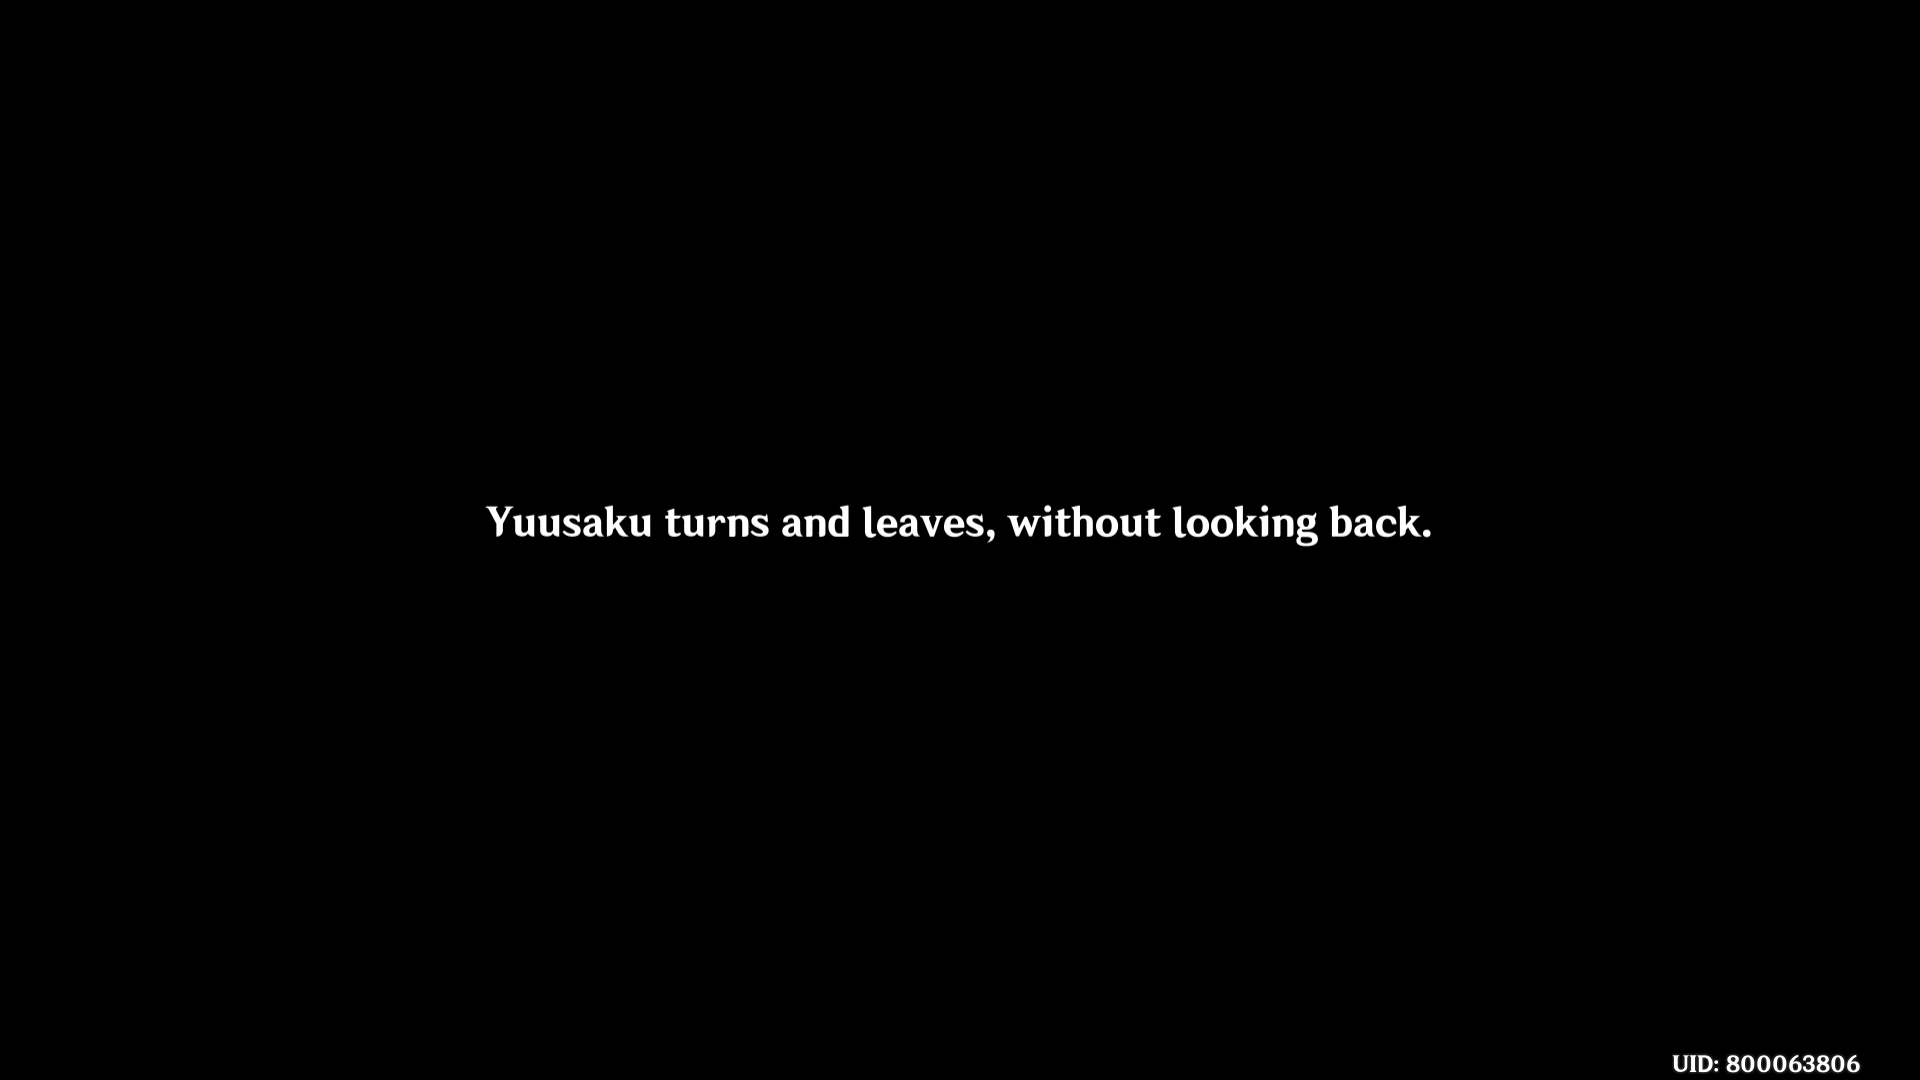 Yuusaku turns and leaves, without looking back.
UID: 800063806